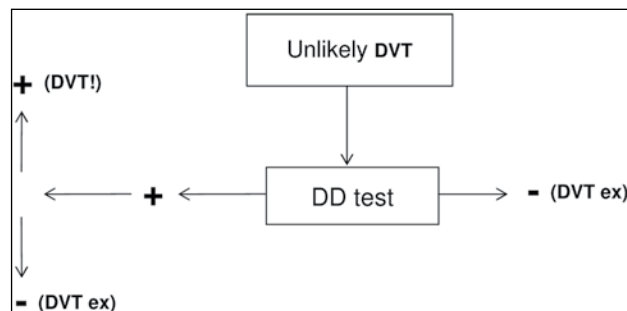 Unlikely DVT
+ (DVT!)
+
DD test
- (DVT ex)
- (DVT ex)